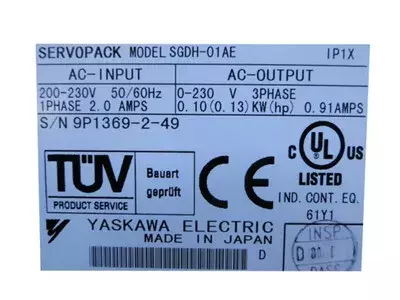 SERVOPACK MODEL SGDH-01AE IP1X
AC-INPUT AC-OUTPUT
200-230V 50/60Hz 0-230 V 3PHASE
1PHASE 2.0 AMPS 0.10(0.13)KW(hp) 0.91AMPS
S/N 9P1369-2-49
TÜV
PRODUCT SERVICE
Bauart
geprüft
CE
C UL US
LISTED
IND. CONT. EQ.
61Y1
YASKAWA ELECTRIC
MADE IN JAPAN
D
INSP
D
PASS